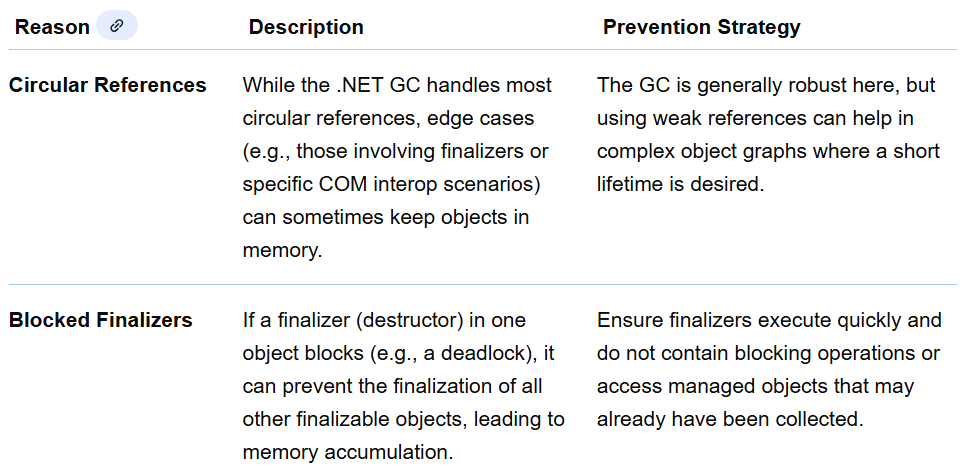 Reason Description Prevention Strategy
Circular References
While the .NET GC handles most
circular references, edge cases
(e.g., those involving finalizers or
specific COM interop scenarios)
can sometimes keep objects in
memory.
The GC is generally robust here, but
using weak references can help in
complex object graphs where a short
lifetime is desired.
Blocked Finalizers
If a finalizer (destructor) in one
object blocks (e.g., a deadlock), it
can prevent the finalization of all
other finalizable objects, leading to
memory accumulation.
Ensure finalizers execute quickly and
do not contain blocking operations or
access managed objects that may
already have been collected.